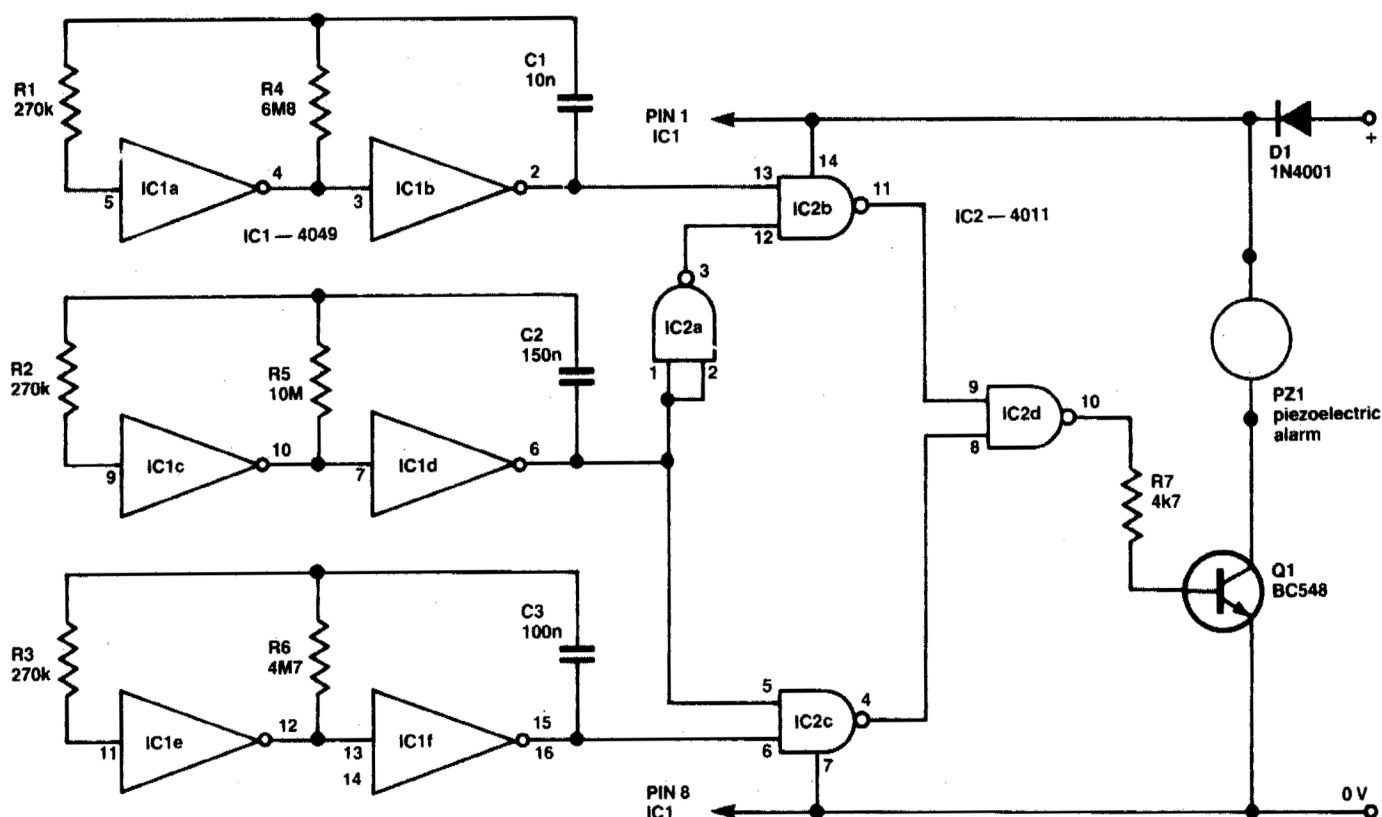 R1
270k
R4
6M8
C1
10n
PIN 1
IC1
14
D1
1N4001
+
IC1a
5
4
IC1b
3
2
IC1 — 4049
13
12
IC2b
11
IC2 — 4011
3
IC2a
1
2
R2
270k
R5
10M
C2
150n
IC1c
9
10
IC1d
7
6
9
8
IC2d
10
PZ1
piezoelectric
alarm
R7
4k7
Q1
BC548
R3
270k
R6
4M7
C3
100n
IC1e
11
12
IC1f
13
14
15
16
5
6
IC2c
4
7
PIN 8
IC1
0 V